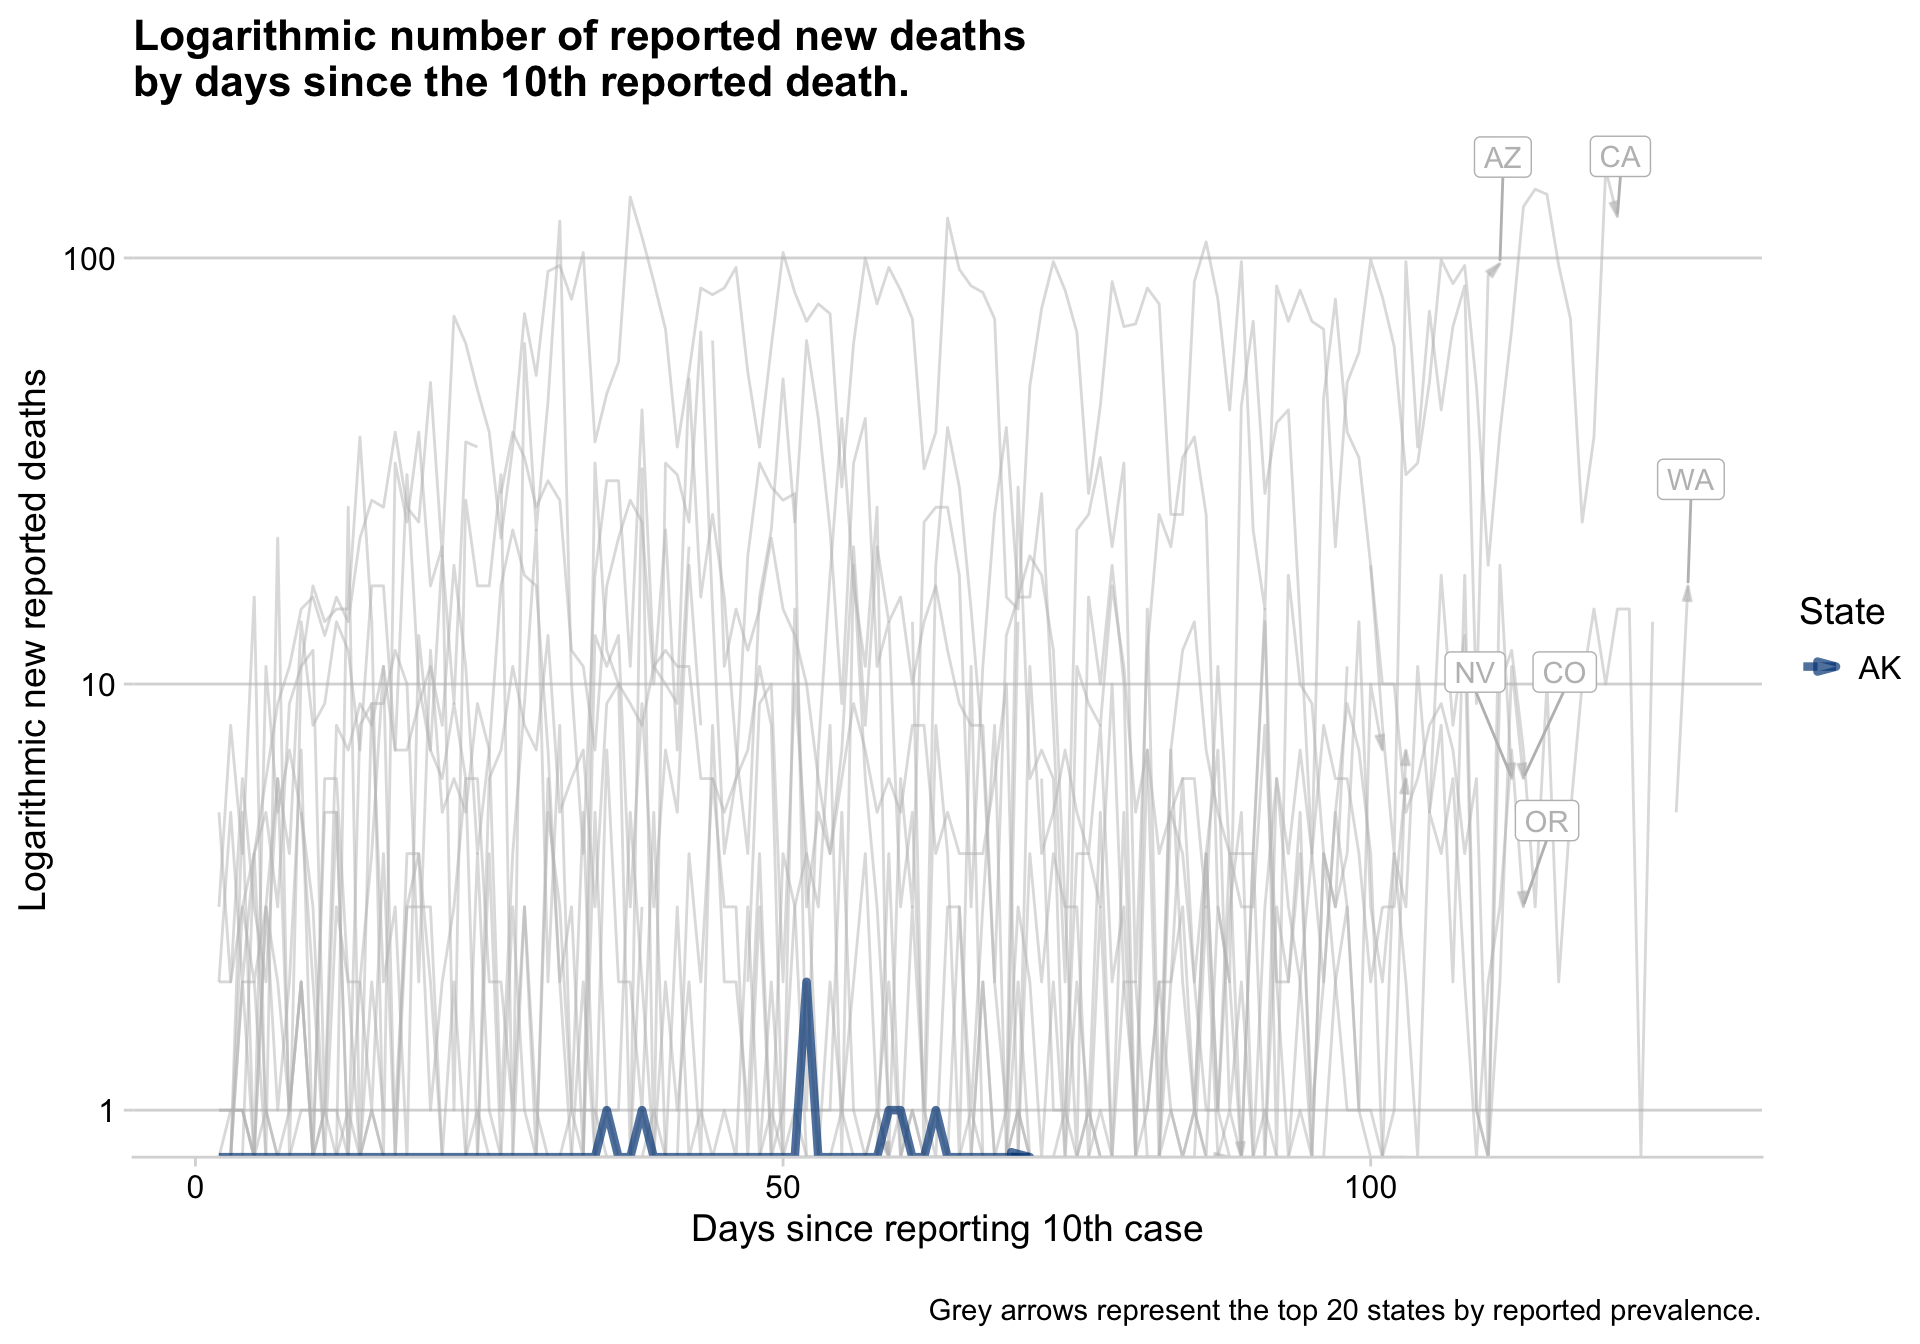 Logarithmic number of reported new deaths
by days since the 10th reported death.
AZ
CA
100
WA
Logarithmic new reported deaths
State
AK
NV
CO
10
OR
1
0
50
100
Days since reporting 10th case
Grey arrows represent the top 20 states by reported prevalence.